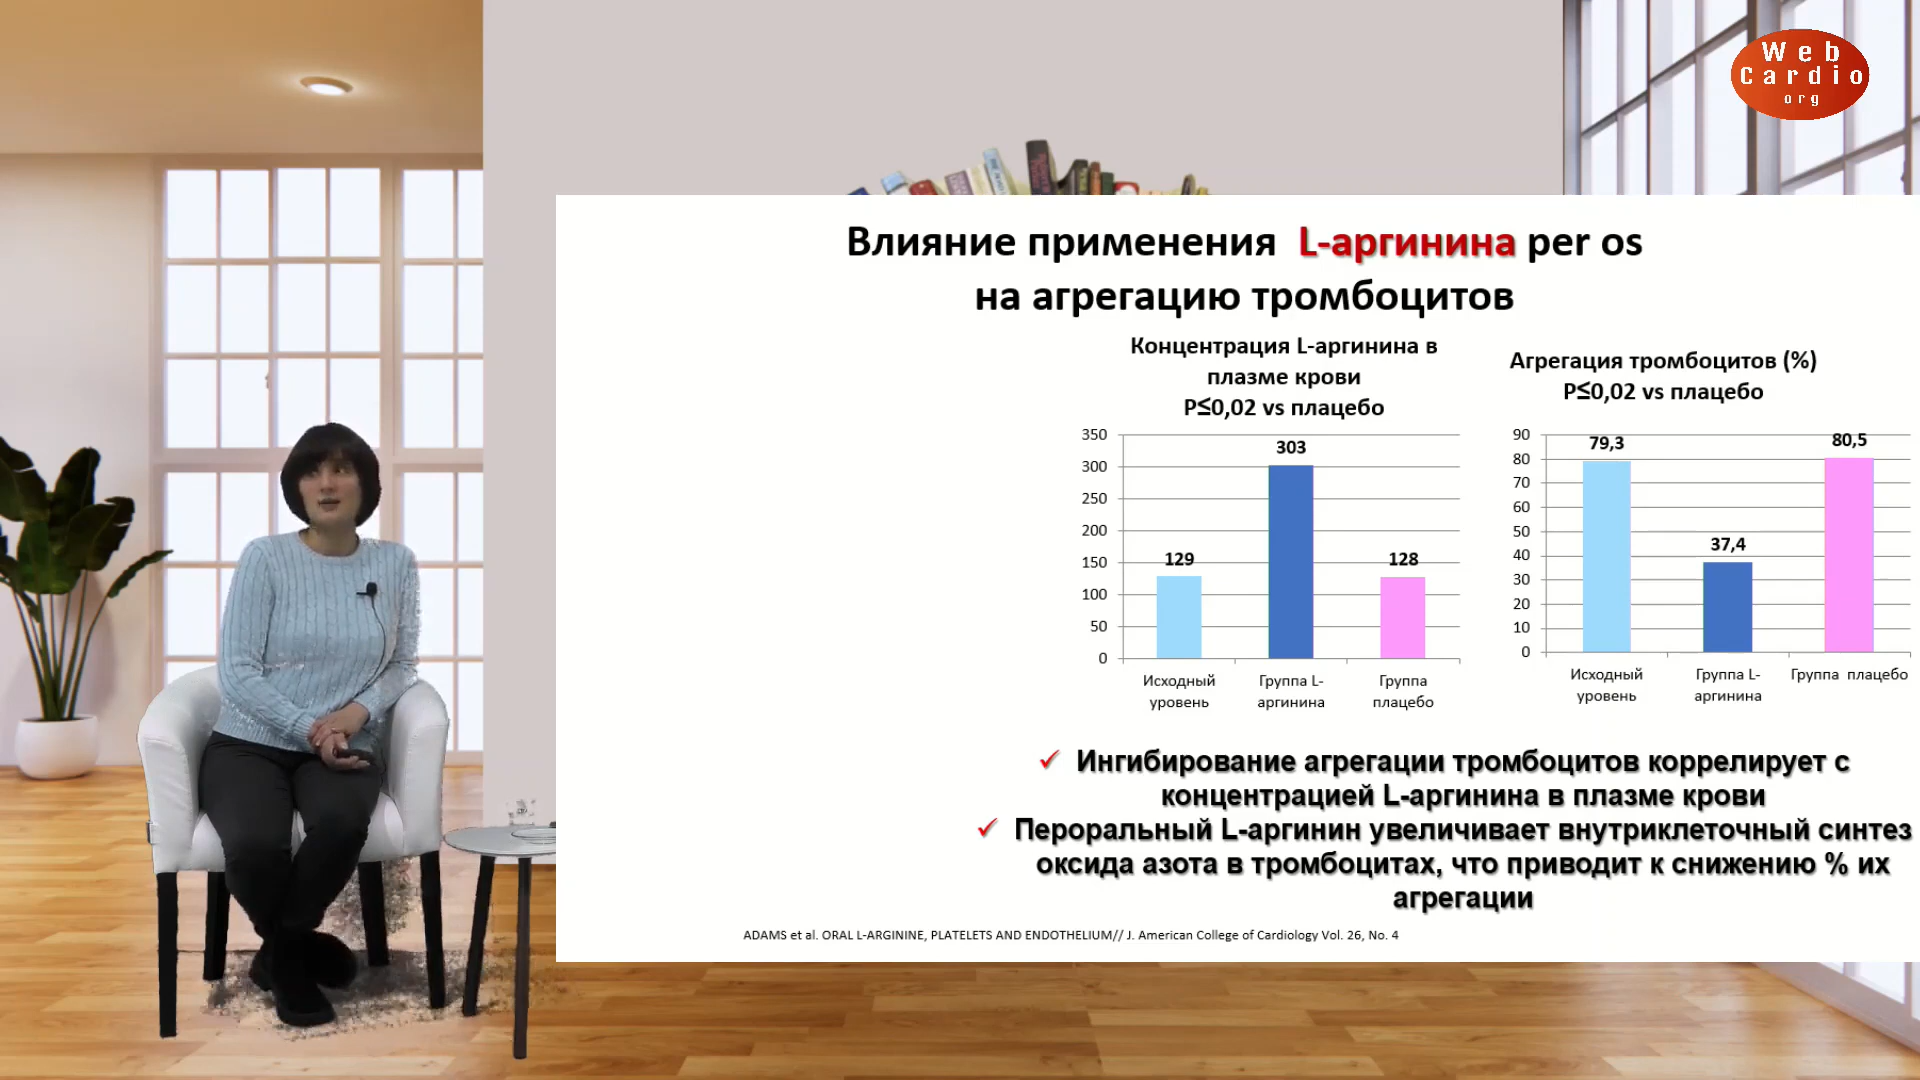 Web
Cardio
org
Влияние применения L-аргинина per os
на агрегацию тромбоцитов
Концентрация L-аргинина в
плазме крови
P≤0,02 vs плацебо
350
300
250
200
150
100
50
0
129
303
128
Исходный
уровень
Группа L-
аргинина
Группа
плацебо
Агрегация тромбоцитов (%)
P≤0,02 vs плацебо
90
80
70
60
50
40
30
20
10
0
79,3
37,4
80,5
Исходный
уровень
Группа L-
аргинина
Группа плацебо
✓ Ингибирование агрегации тромбоцитов коррелирует с
концентрацией L-аргинина в плазме крови
✓ Пероральный L-аргинин увеличивает внутриклеточный синтез
оксида азота в тромбоцитах, что приводит к снижению % их
агрегации
ADAMS et al. ORAL L-ARGININE, PLATELETS AND ENDOTHELIUM// J. American College of Cardiology Vol. 26, No. 4